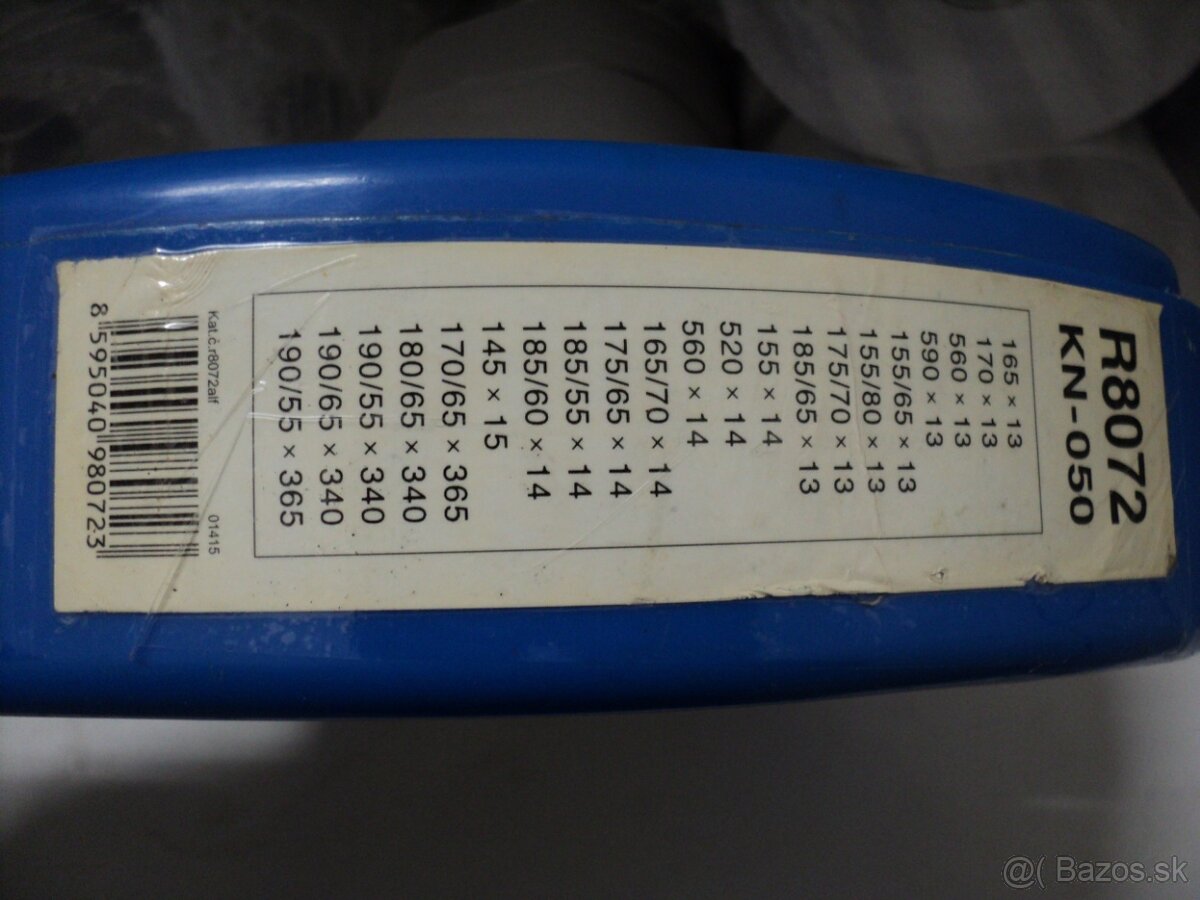 R8072
KN-050
165 × 13
170 × 13
560 × 13
590 × 13
155/65 × 13
155/80 × 13
175/70 × 13
185/65 × 13
155 × 14
520 × 14
560 × 14
165/70 × 14
175/65 × 14
185/55 × 14
185/60 × 14
145 × 15
170/65 × 365
180/65 × 340
190/55 × 340
190/65 × 340
190/55 × 365
Kat.č.r8072alf 01415
8 595040 980723
@( Bazos.sk